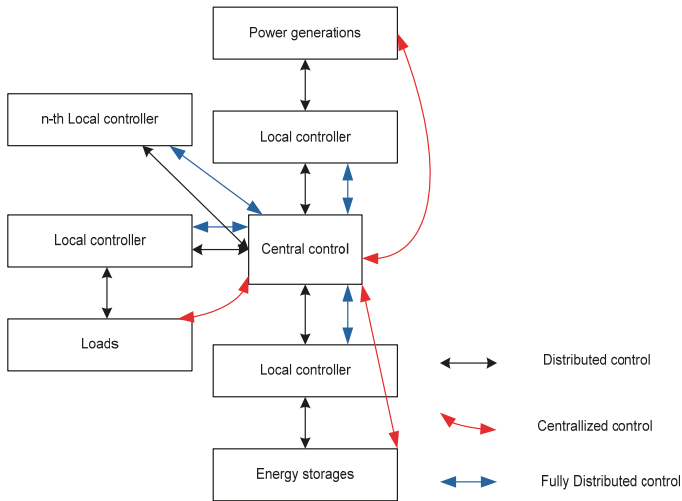 Power generations
n-th Local controller
Local controller
Local controller
Central control
Loads
Local controller
Distributed control
Centrallized control
Energy storages
Fully Distributed control